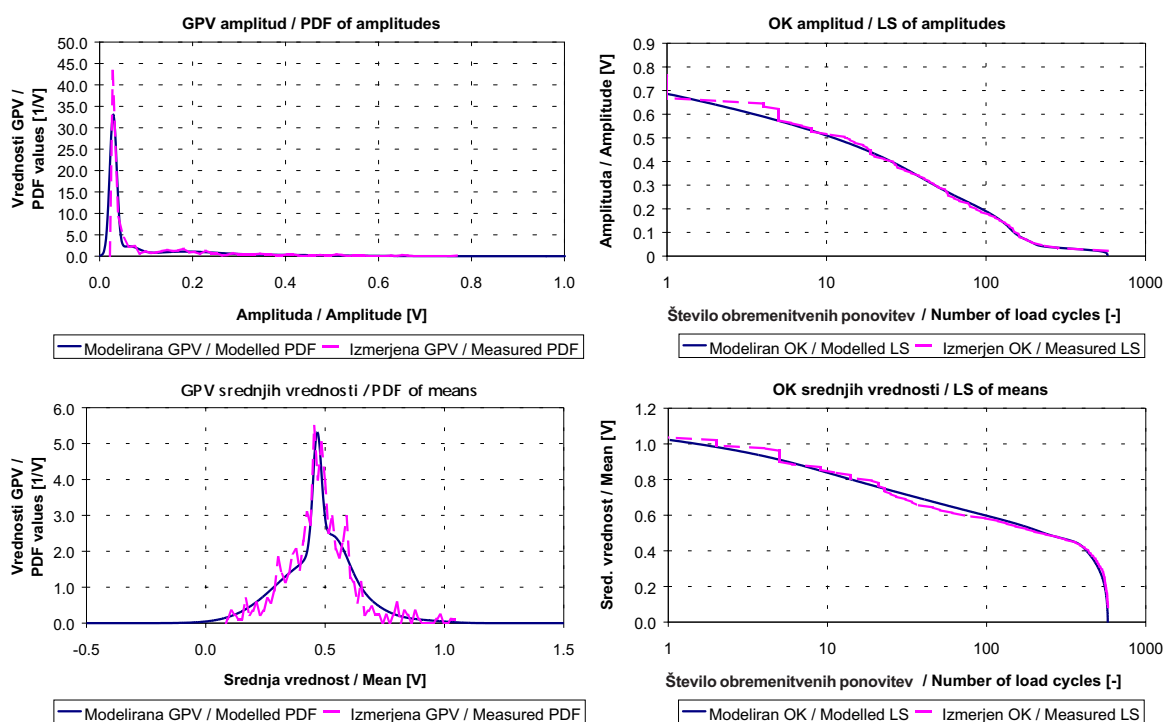 GPV amplitud / PDF of amplitudes
Vrednosti GPV /
PDF values [1/V]
50.0
45.0
40.0
35.0
30.0
25.0
20.0
15.0
10.0
5.0
0.0
0.0 0.2 0.4 0.6 0.8 1.0
Amplituda / Amplitude [V]
Modelirana GPV / Modelled PDF Izmerjena GPV / Measured PDF
OK amplitud / LS of amplitudes
Amplituda / Amplitude [V]
0.9
0.8
0.7
0.6
0.5
0.4
0.3
0.2
0.1
0
1 10 100 1000
Število obremenitvenih ponovitev / Number of load cycles [-]
Modeliran OK / Modelled LS Izmerjen OK / Measured LS
GPV srednjih vrednosti / PDF of means
Vrednosti GPV /
PDF values [1/V]
6.0
5.0
4.0
3.0
2.0
1.0
0.0
-0.5 0.0 0.5 1.0 1.5
Srednja vrednost / Mean [V]
Modelirana GPV / Modelled PDF Izmerjena GPV / Measured PDF
OK srednjih vrednosti / LS of means
Sred. vrednost / Mean [V]
1.2
1.0
0.8
0.6
0.4
0.2
0.0
1 10 100 1000
Število obremenitvenih ponovitev / Number of load cycles [-]
Modeliran OK / Modelled LS Izmerjen OK / Measured LS